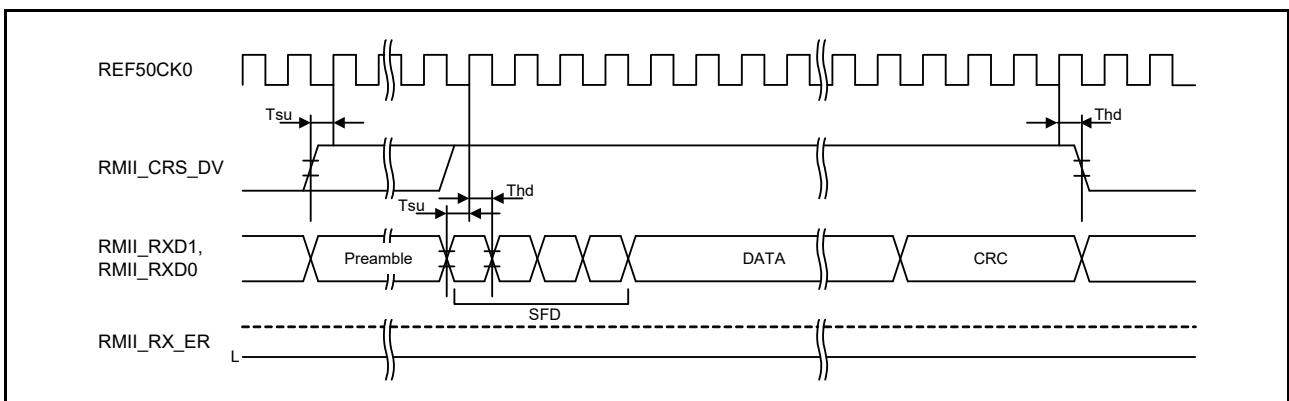 REF50CK0
Tsu
Thd
RMII_CRS_DV
Thd
Tsu
RMII_RXD1,
RMII_RXD0
Preamble
DATA
CRC
SFD
RMII_RX_ER
L